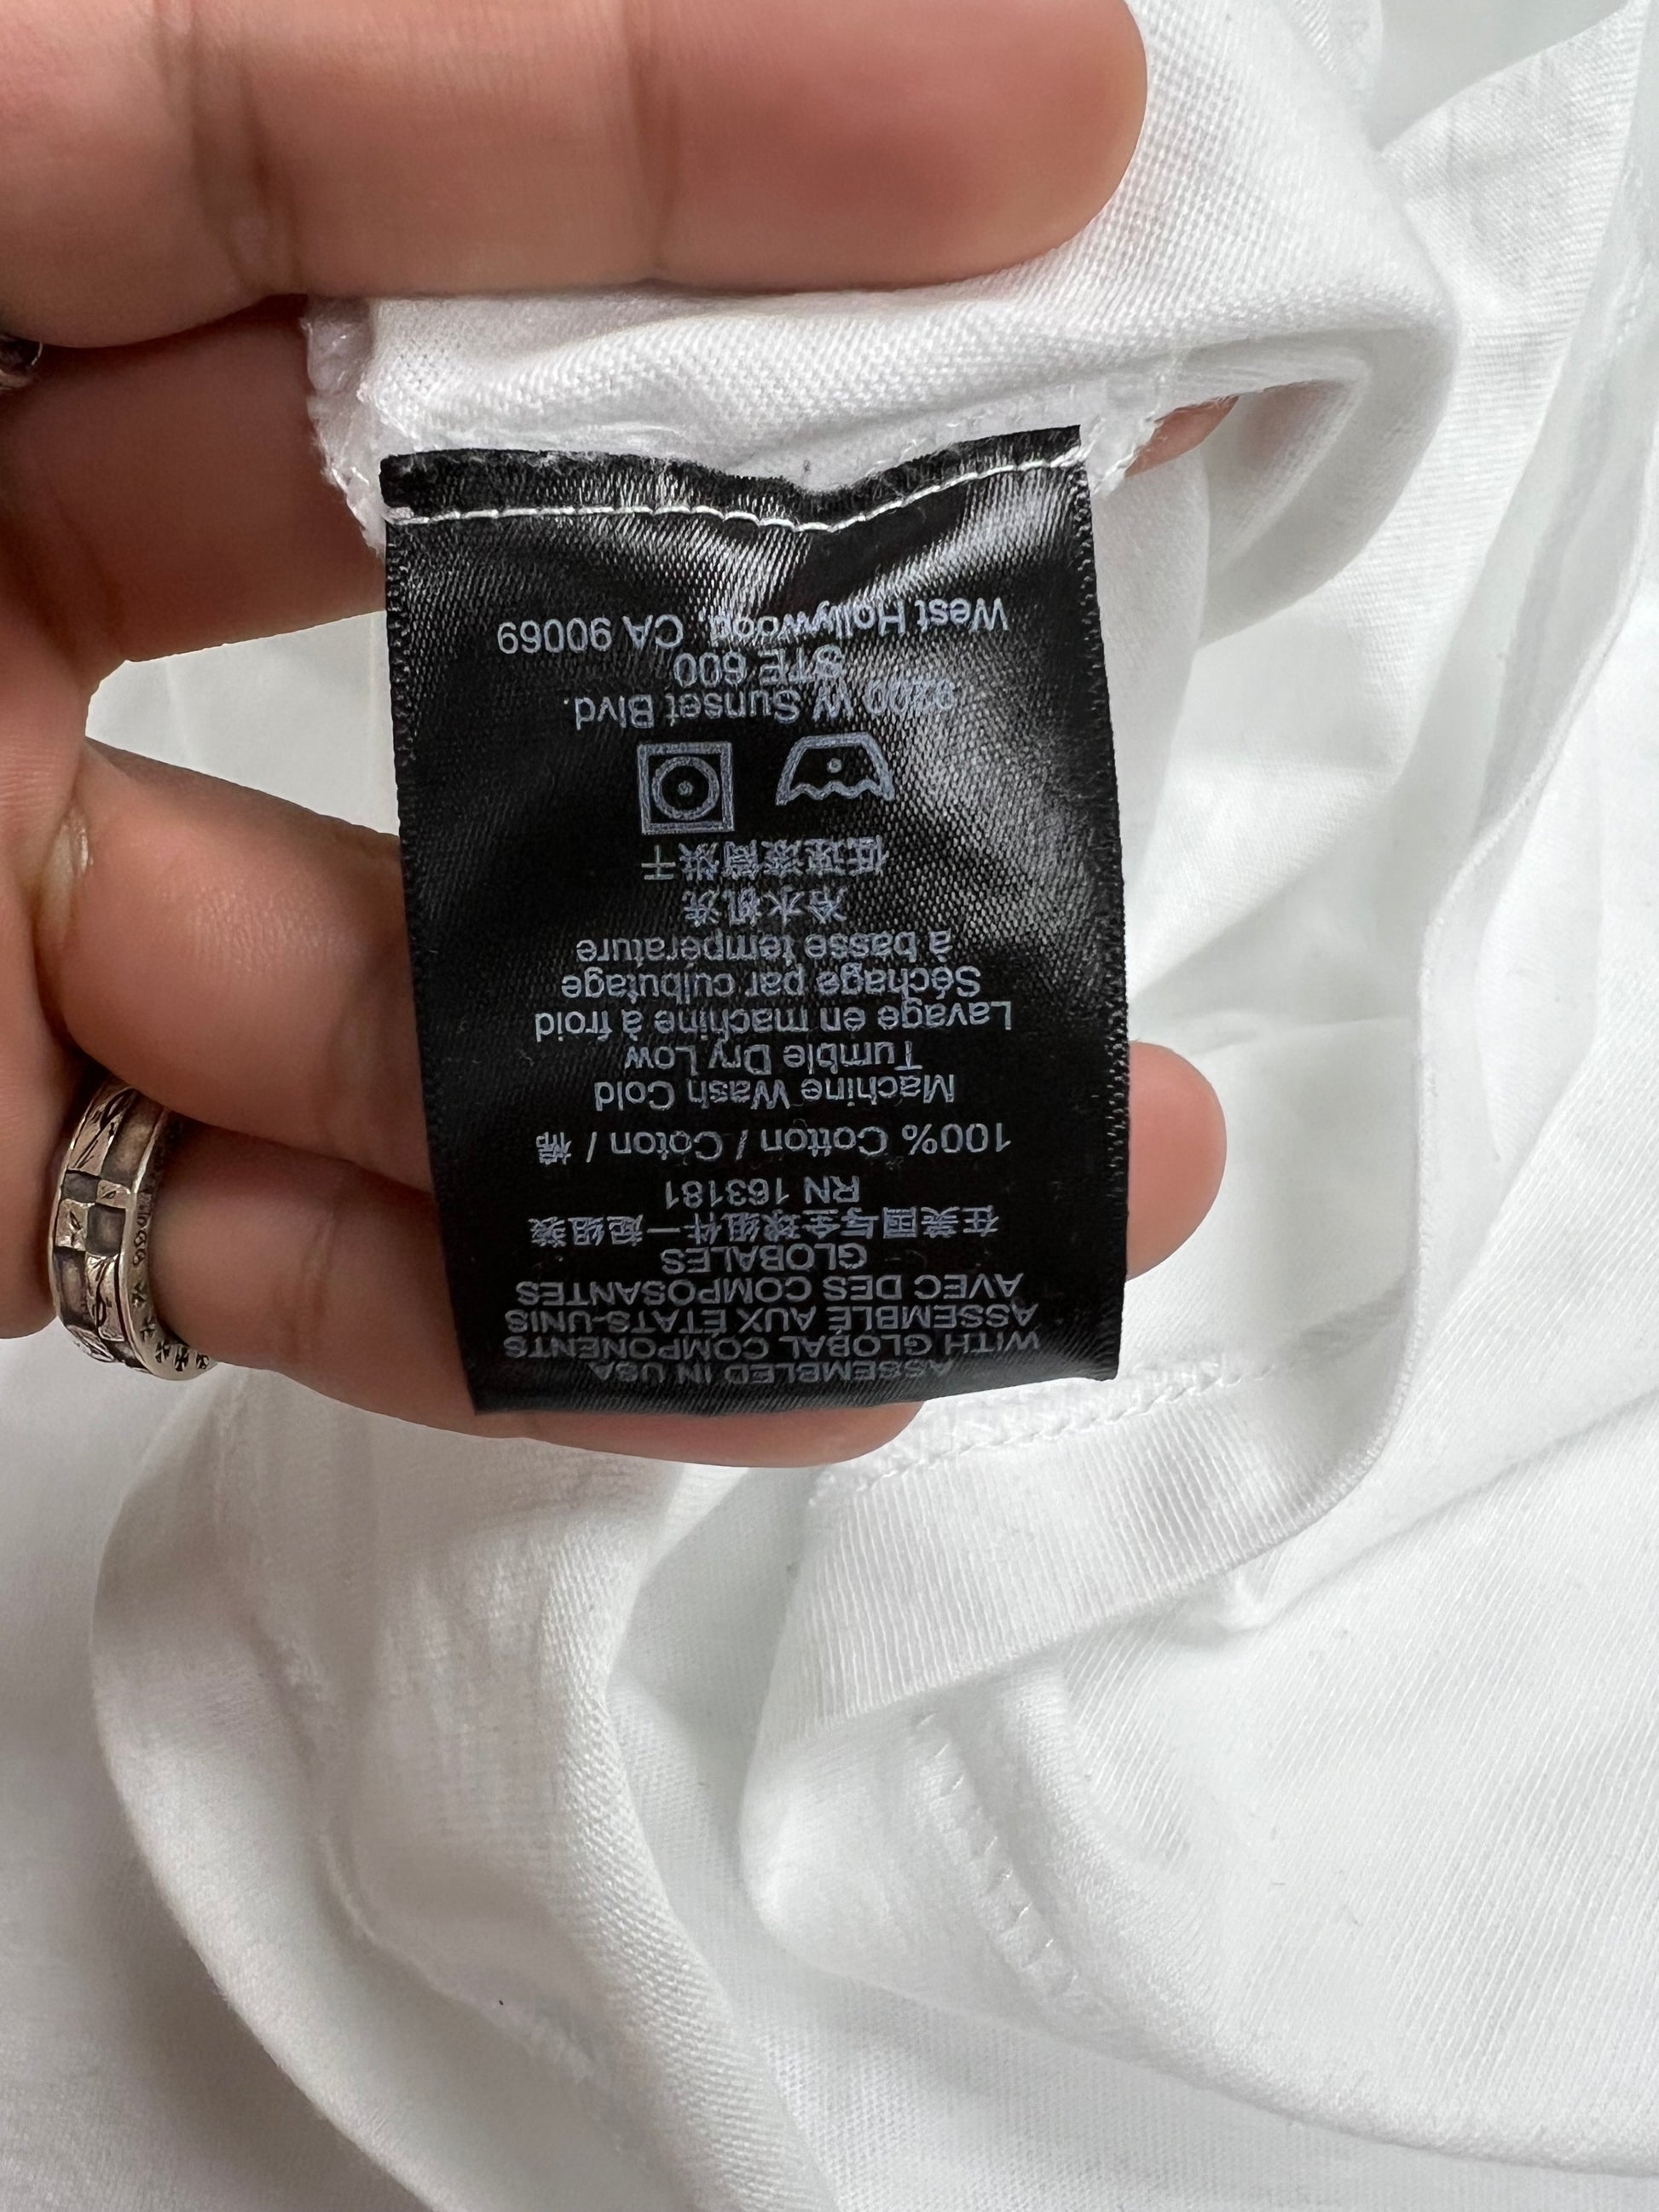 ASSEMBLED IN USA
WITH GLOBAL COMPONENTS
ASSEMBLÉ AUX ÉTATS-UNIS
AVEC DES COMPOSANTES
GLOBALES
在美国与全球组件一起组装
RN 163181
100% Cotton / Coton / 棉
Machine Wash Cold
Tumble Dry Low
Lavage en machine à froid
Séchage par culbutage
à basse température
冷水机洗
低速滚筒烘干
9200 W Sunset Blvd.
STE 600
West Hollywood, CA 90069